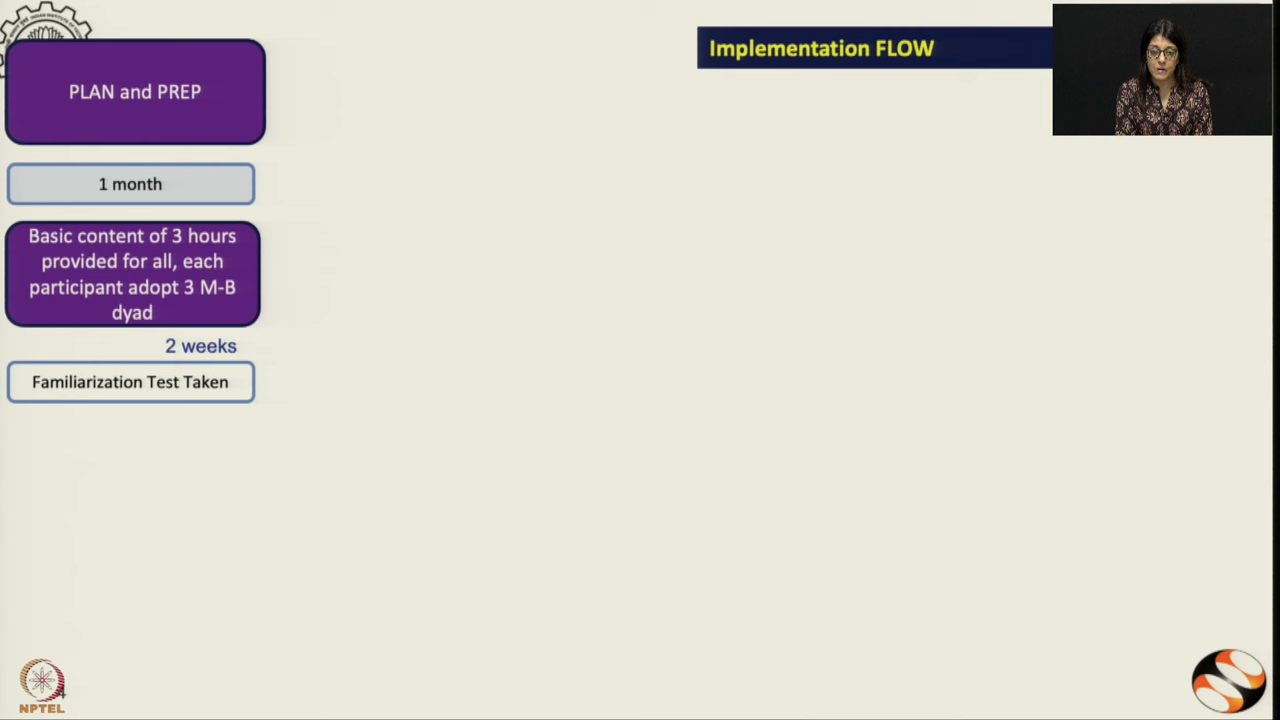 Implementation FLOW
PLAN and PREP
1 month
Basic content of 3 hours
provided for all, each
participant adopt 3 M-B
dyad
2 weeks
Familiarization Test Taken
4
NPTEL